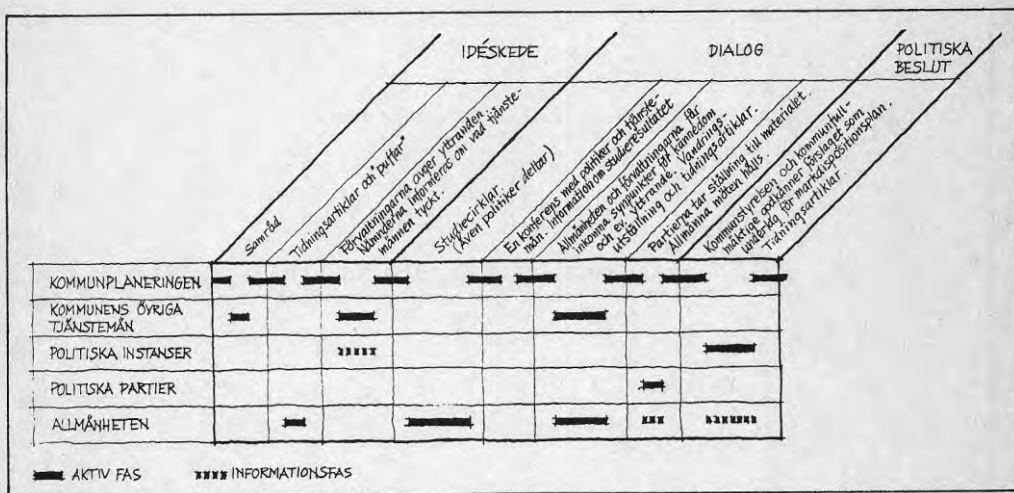 IDÉSKEDE
DIALOG
POLITISKA
BESLUT
Samråd
Tidningsartiklar och "puffar"
Förvaltningarna avger yttranden.
Nämnderna informeras om vad tjänste-
männen tyckt.
Studiecirklar.
(Även politiker deltar)
En konferens med politiker och tjänste-
män. Information om studieresultatet
Allmänheten och förvaltningarna får
inkomna synpunkter för kännedom
och ev. yttrande. Vandrings-
utställning och tidningsartiklar.
Partierna tar ställning till materialet.
Allmänna möten hålls.
Kommunstyrelsen och kommunfull-
mäktige godkänner förslaget som
underlag för markdispositionsplan.
Tidningsartiklar.
KOMMUNPLANERINGEN
KOMMUNENS ÖVRIGA
TJÄNSTEMÄN
POLITISKA INSTANSER
POLITISKA PARTIER
ALLMÄNHETEN
AKTIV FAS
INFORMATIONSFAS